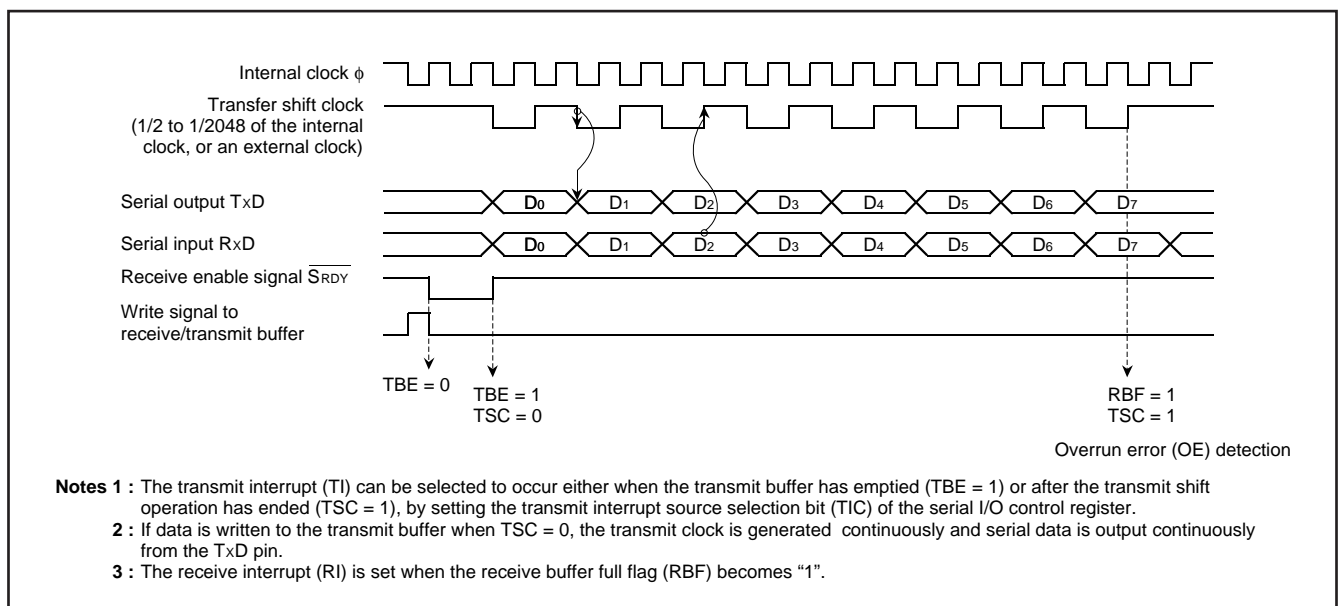 Internal clock φ
Transfer shift clock
(1/2 to 1/2048 of the internal
clock, or an external clock)
Serial output TxD
D0 D1 D2 D3 D4 D5 D6 D7
Serial input RxD
D0 D1 D2 D3 D4 D5 D6 D7
Receive enable signal SRDY
Write signal to
receive/transmit buffer
TBE = 0
TBE = 1
TSC = 0
RBF = 1
TSC = 1
Overrun error (OE) detection
Notes 1 : The transmit interrupt (TI) can be selected to occur either when the transmit buffer has emptied (TBE = 1) or after the transmit shift
operation has ended (TSC = 1), by setting the transmit interrupt source selection bit (TIC) of the serial I/O control register.
2 : If data is written to the transmit buffer when TSC = 0, the transmit clock is generated continuously and serial data is output continuously
from the TxD pin.
3 : The receive interrupt (RI) is set when the receive buffer full flag (RBF) becomes “1”.